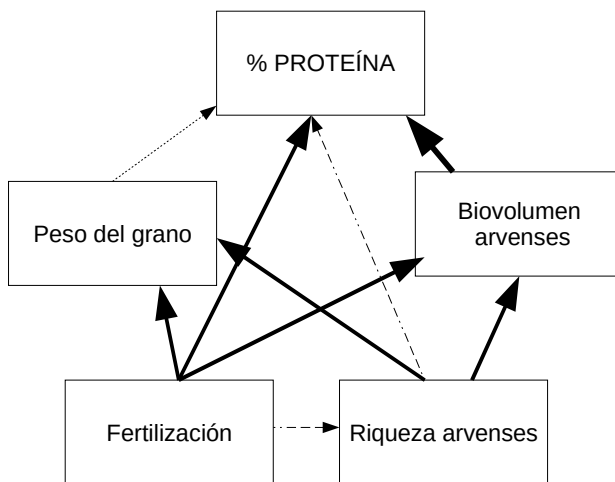 % PROTEÍNA
Peso del grano
Biovolumen
arvenses
Fertilización
Riqueza arvenses